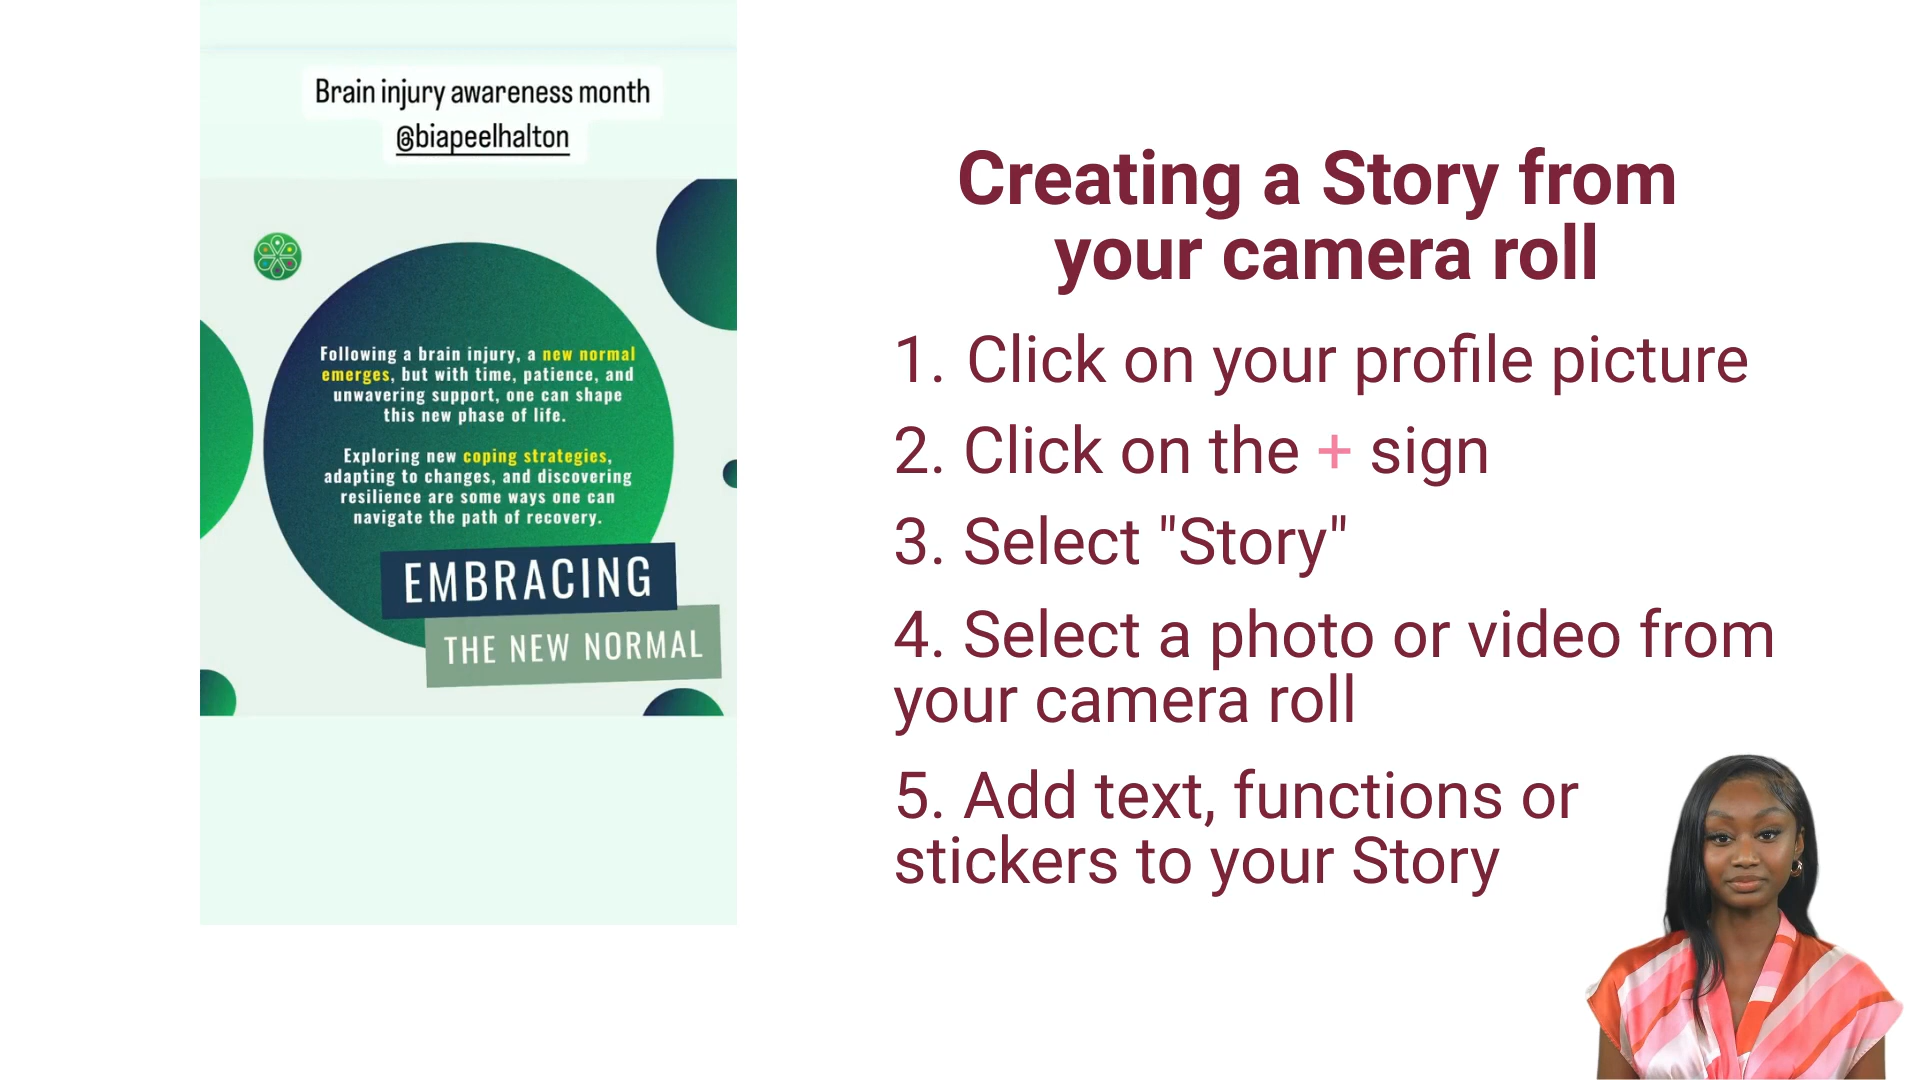 Brain injury awareness month
@biapeelhalton
Following a brain injury, a new normal
emerges, but with time, patience, and
unwavering support, one can shape
this new phase of life.
Exploring new coping strategies,
adapting to changes, and discovering
resilience are some ways one can
navigate the path of recovery.
EMBRACING
THE NEW NORMAL
Creating a Story from
your camera roll
1. Click on your profile picture
2. Click on the + sign
3. Select "Story"
4. Select a photo or video from
your camera roll
5. Add text, functions or
stickers to your Story